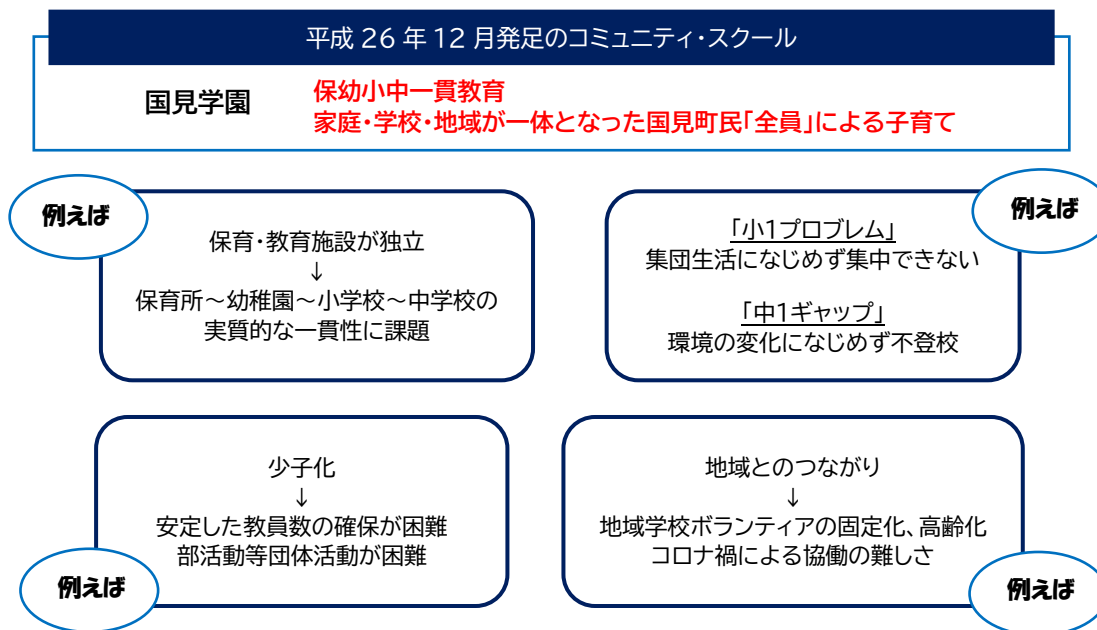 平成 26 年 12 月発足のコミュニティ・スクール
国見学園
保幼小中一貫教育
家庭・学校・地域が一体となった国見町民「全員」による子育て
例えば
保育・教育施設が独立
↓
保育所~幼稚園~小学校~中学校の
実質的な一貫性に課題
例えば
「小1プロブレム」
集団生活になじめず集中できない
「中1ギャップ」
環境の変化になじめず不登校
少子化
↓
安定した教員数の確保が困難
部活動等団体活動が困難
例えば
地域とのつながり
↓
地域学校ボランティアの固定化、高齢化
コロナ禍による協働の難しさ
例えば